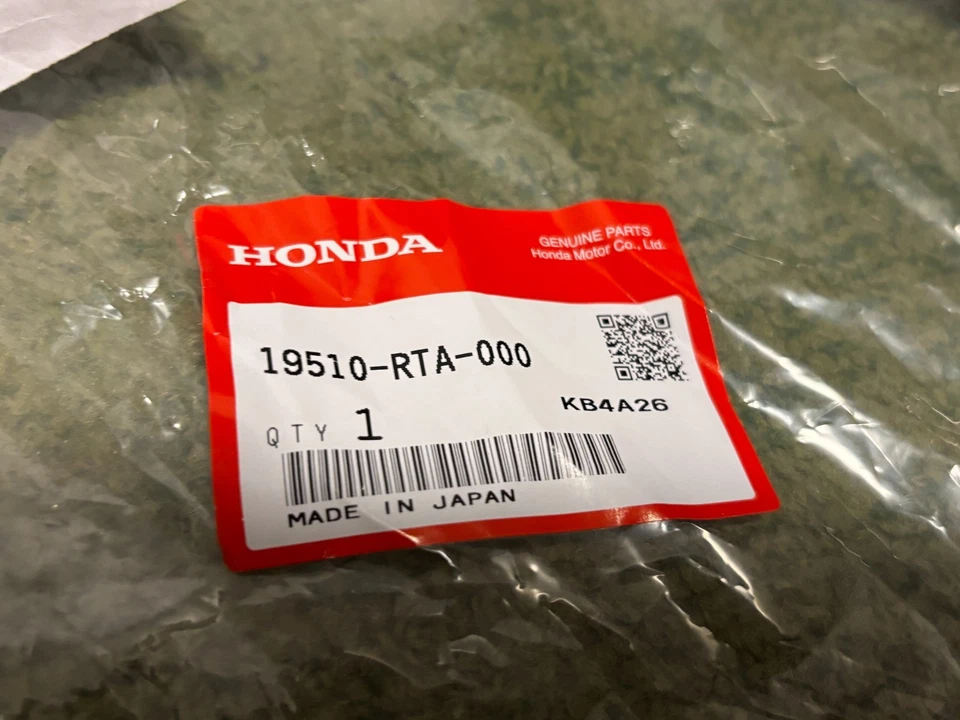 HONDA
GENUINE PARTS
Honda Motor Co., Ltd.
19510-RTA-000
KB4A26
QTY 1
MADE IN JAPAN